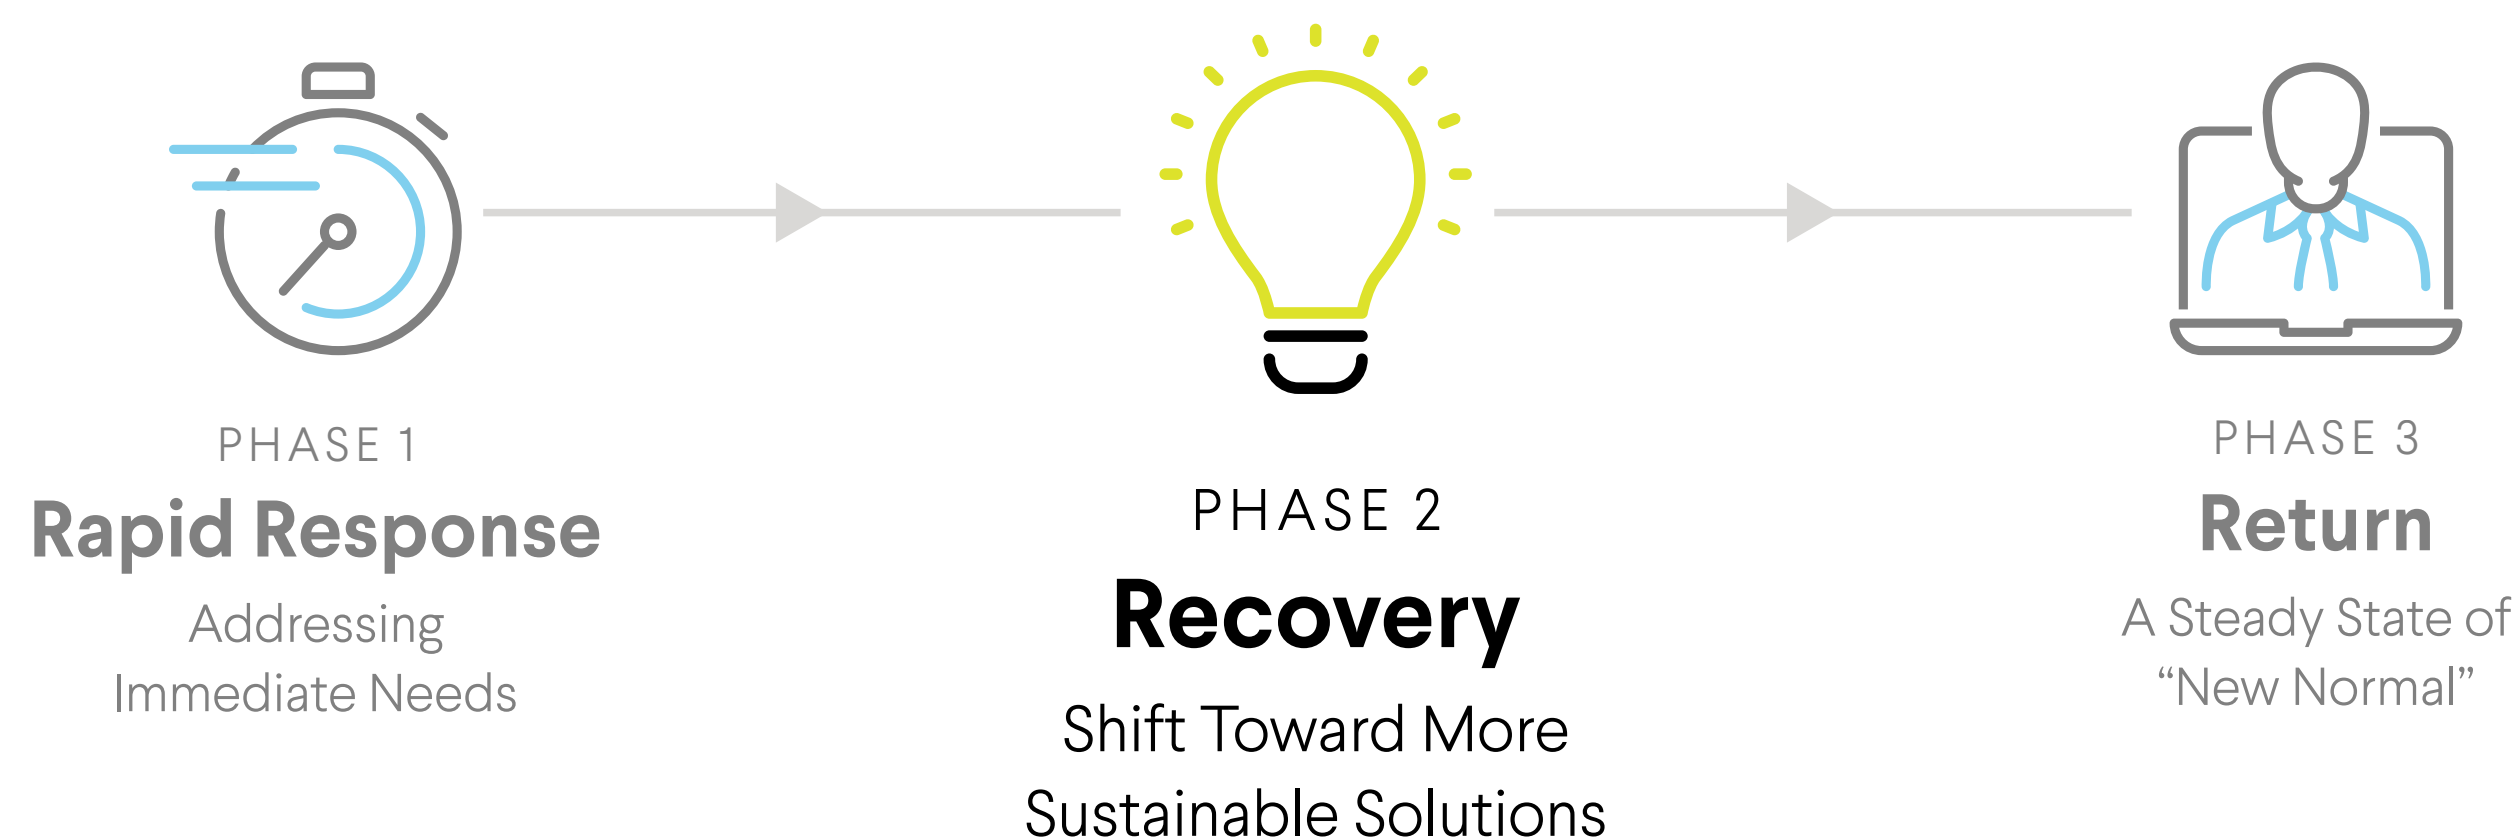 PHASE 1
Rapid Response
Addressing
Immediate Needs
PHASE 2
Recovery
Shift Toward More
Sustainable Solutions
PHASE 3
Return
A Steady State of
“New Normal”